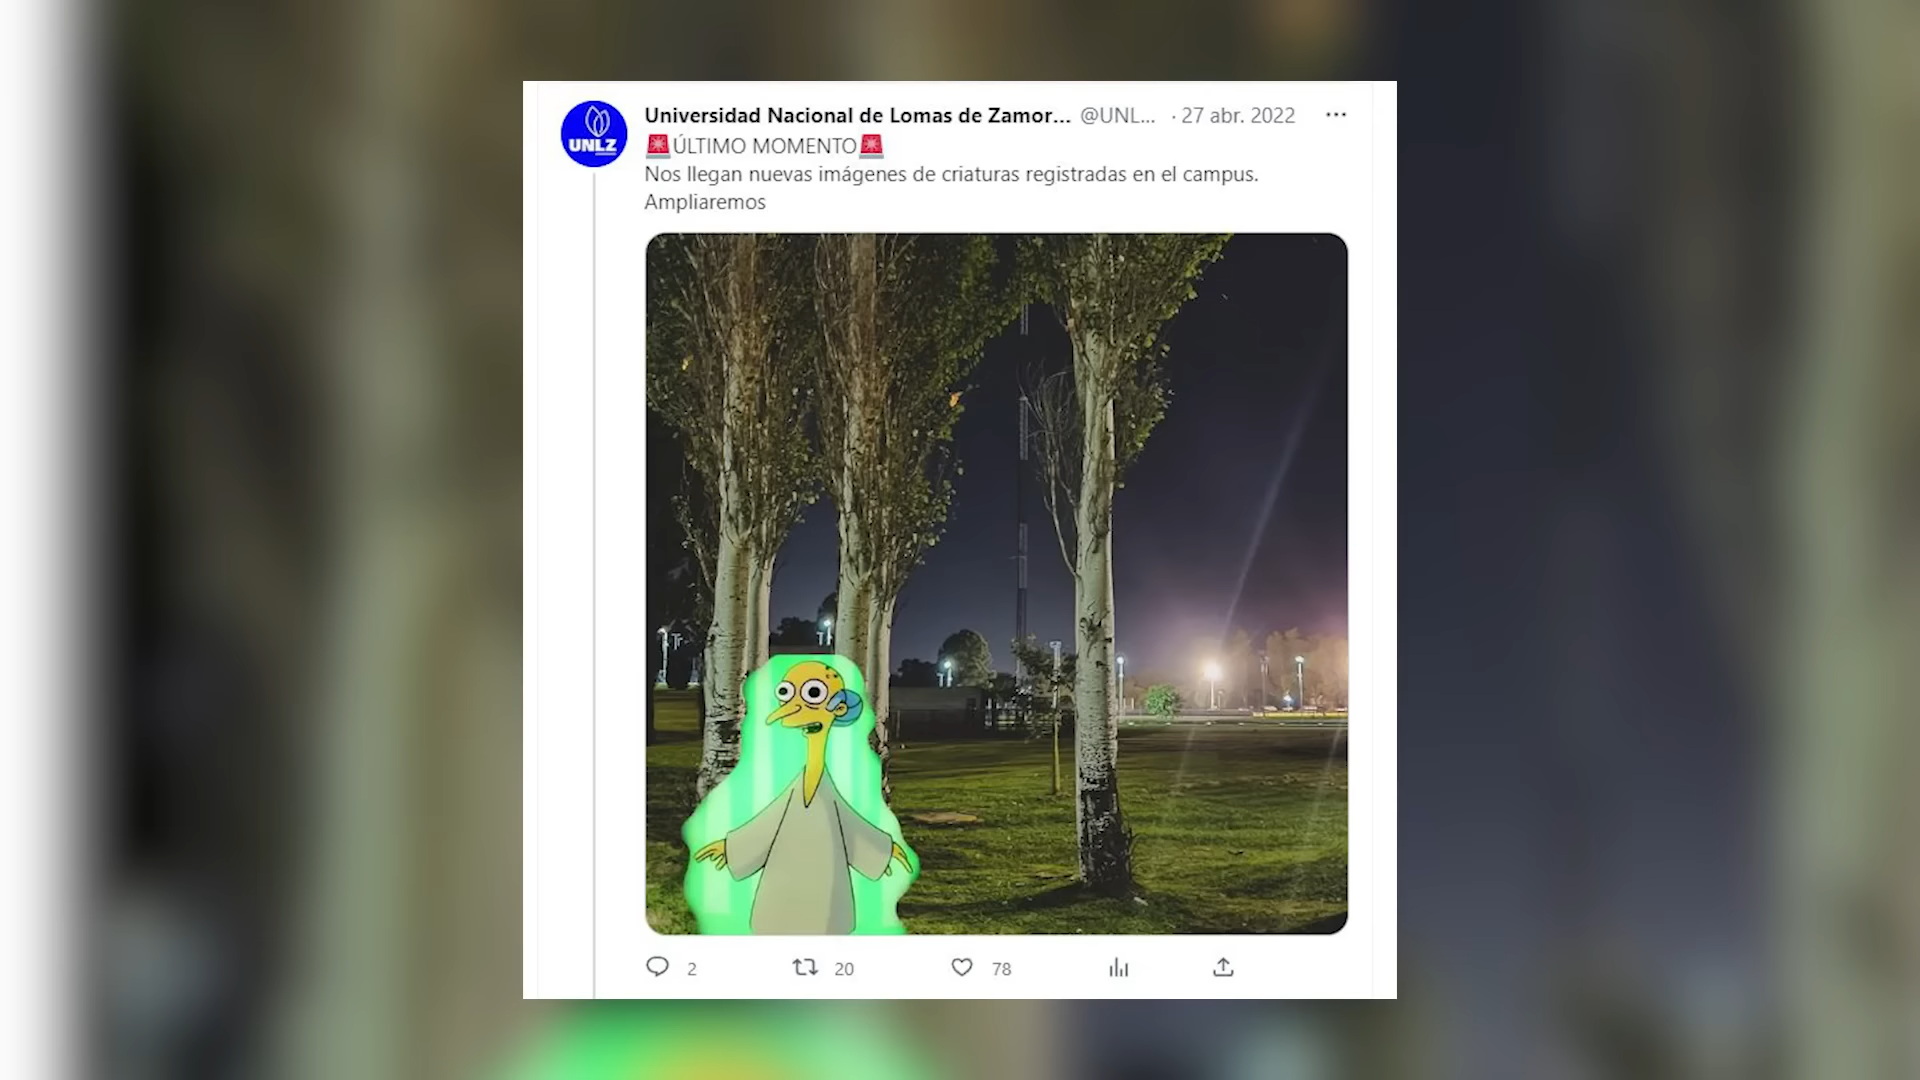 Universidad Nacional de Lomas de Zamor... @UNL... · 27 abr. 2022 ...
🚨ÚLTIMO MOMENTO🚨
Nos llegan nuevas imágenes de criaturas registradas en el campus.
Ampliaremos
UNLZ
2 20 78